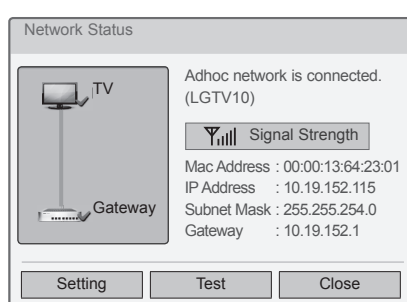 Network Status
TV
Gateway
Adhoc network is connected.
(LGTV10)
Signal Strength
Mac Address : 00:00:13:64:23:01
IP Address : 10.19.152.115
Subnet Mask : 255.255.254.0
Gateway : 10.19.152.1
Setting
Test
Close